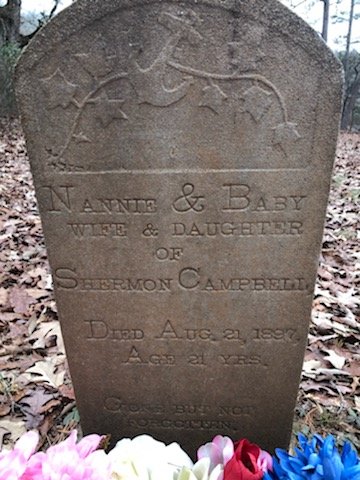 NANNIE & BABY
WIFE & DAUGHTER
OF
SHERMON CAMPBELL
DIED AUG. 21, 1897.
AGE 21 YRS.
GONE BUT NOT
FORGOTTEN.